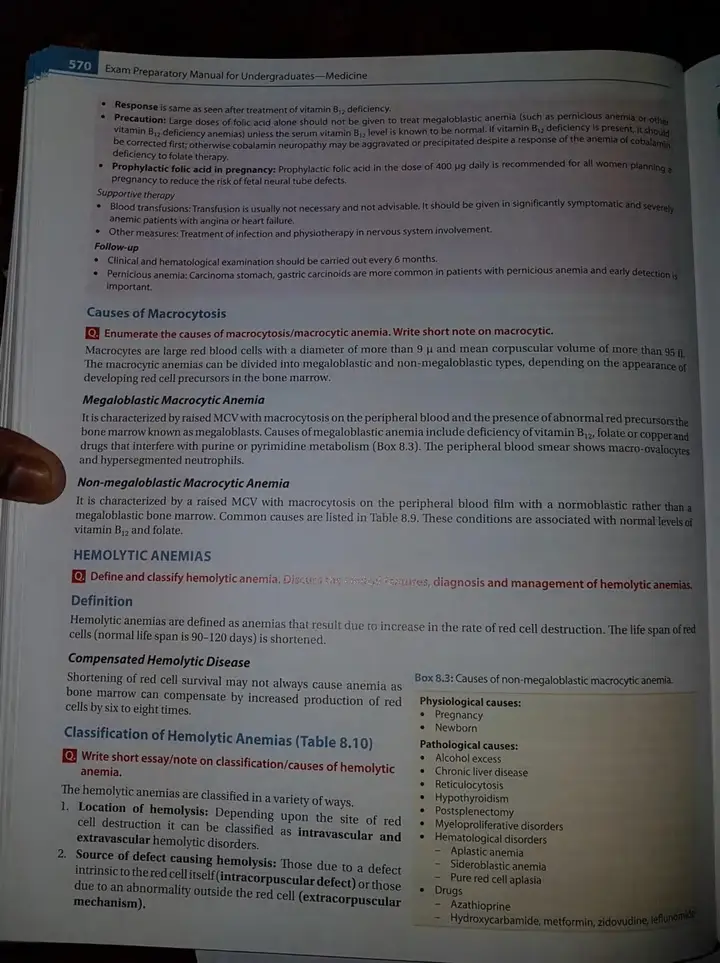 570 Exam Preparatory Manual for Undergraduates—Medicine
• Response is same as seen after treatment of vitamin B12 deficiency.
• Precaution: Large doses of folic acid alone should not be given to treat megaloblastic anemia (such as pernicious anemia or other
vitamin B12 deficiency anemias) unless the serum vitamin B12 level is known to be normal. If vitamin B12 deficiency is present, it should
be corrected first; otherwise cobalamin neuropathy may be aggravated or precipitated despite a response of the anemia of cobalamin
deficiency to folate therapy.
• Prophylactic folic acid in pregnancy: Prophylactic folic acid in the dose of 400 µg daily is recommended for all women planning a
pregnancy to reduce the risk of fetal neural tube defects.
Supportive therapy
• Blood transfusions: Transfusion is usually not necessary and not advisable. It should be given in significantly symptomatic and severely
anemic patients with angina or heart failure.
• Other measures: Treatment of infection and physiotherapy in nervous system involvement.
Follow-up
• Clinical and hematological examination should be carried out every 6 months.
• Pernicious anemia: Carcinoma stomach, gastric carcinoids are more common in patients with pernicious anemia and early detection is
important.
Causes of Macrocytosis
Q. Enumerate the causes of macrocytosis/macrocytic anemia. Write short note on macrocytic.
Macrocytes are large red blood cells with a diameter of more than 9 µ and mean corpuscular volume of more than 95 fl.
The macrocytic anemias can be divided into megaloblastic and non-megaloblastic types, depending on the appearance of
developing red cell precursors in the bone marrow.
Megaloblastic Macrocytic Anemia
It is characterized by raised MCV with macrocytosis on the peripheral blood and the presence of abnormal red precursors the
bone marrow known as megaloblasts. Causes of megaloblastic anemia include deficiency of vitamin B12, folate or copper and
drugs that interfere with purine or pyrimidine metabolism (Box 8.3). The peripheral blood smear shows macro-ovalocytes
and hypersegmented neutrophils.
Non-megaloblastic Macrocytic Anemia
It is characterized by a raised MCV with macrocytosis on the peripheral blood film with a normoblastic rather than a
megaloblastic bone marrow. Common causes are listed in Table 8.9. These conditions are associated with normal levels of
vitamin B12 and folate.
HEMOLYTIC ANEMIAS
Q. Define and classify hemolytic anemia. Discuss features, diagnosis and management of hemolytic anemias.
Definition
Hemolytic anemias are defined as anemias that result due to increase in the rate of red cell destruction. The life span of red
cells (normal life span is 90–120 days) is shortened.
Compensated Hemolytic Disease
Shortening of red cell survival may not always cause anemia as
bone marrow can compensate by increased production of red
cells by six to eight times.
Classification of Hemolytic Anemias (Table 8.10)
Q. Write short essay/note on classification/causes of hemolytic
anemia.
The hemolytic anemias are classified in a variety of ways.
1. Location of hemolysis: Depending upon the site of red
cell destruction it can be classified as intravascular and
extravascular hemolytic disorders.
2. Source of defect causing hemolysis: Those due to a defect
intrinsic to the red cell itself (intracorpuscular defect) or those
due to an abnormality outside the red cell (extracorpuscular
mechanism).
Box 8.3: Causes of non-megaloblastic macrocytic anemia.
Physiological causes:
• Pregnancy
• Newborn
Pathological causes:
• Alcohol excess
• Chronic liver disease
• Reticulocytosis
• Hypothyroidism
• Postsplenectomy
• Myeloproliferative disorders
• Hematological disorders
– Aplastic anemia
– Sideroblastic anemia
– Pure red cell aplasia
• Drugs
– Azathioprine
– Hydroxycarbamide, metformin, zidovudine, leflunomide